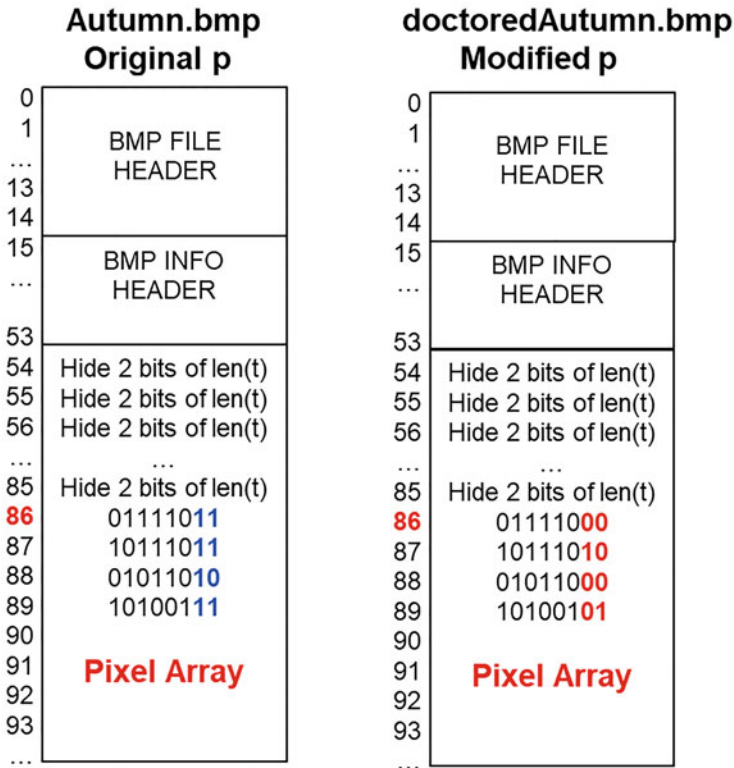 Autumn.bmp
Original p
0
1
...
13
14
BMP FILE
HEADER
15
...
53
BMP INFO
HEADER
54 Hide 2 bits of len(t)
55 Hide 2 bits of len(t)
56 Hide 2 bits of len(t)
... ...
85 Hide 2 bits of len(t)
86 01111011
87 10111011
88 01011010
89 10100111
90
91 Pixel Array
92
93
...
doctoredAutumn.bmp
Modified p
0
1
...
13
14
BMP FILE
HEADER
15
...
53
BMP INFO
HEADER
54 Hide 2 bits of len(t)
55 Hide 2 bits of len(t)
56 Hide 2 bits of len(t)
... ...
85 Hide 2 bits of len(t)
86 01111000
87 10111010
88 01011000
89 10100101
90
91 Pixel Array
92
93
...